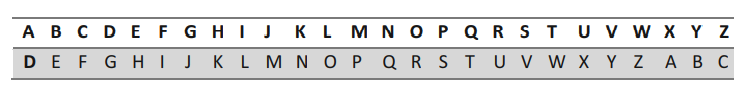 A B C D E F G H I J K L M N O P Q R S T U V W X Y Z
D E F G H I J K L M N O P Q R S T U V W X Y Z A B C